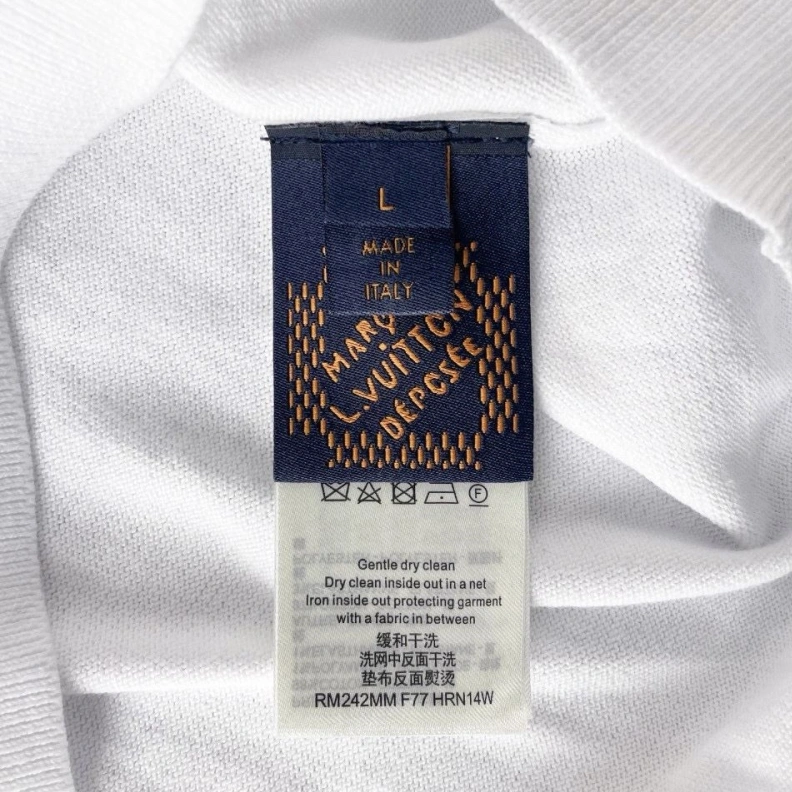 L
MADE
IN
ITALY
MARQ
L.VUITTON
DÉPOSÉE
F
Gentle dry clean
Dry clean inside out in a net
Iron inside out protecting garment
with a fabric in between
缓和干洗
洗网中反面干洗
垫布反面熨烫
RM242MM F77 HRN14W